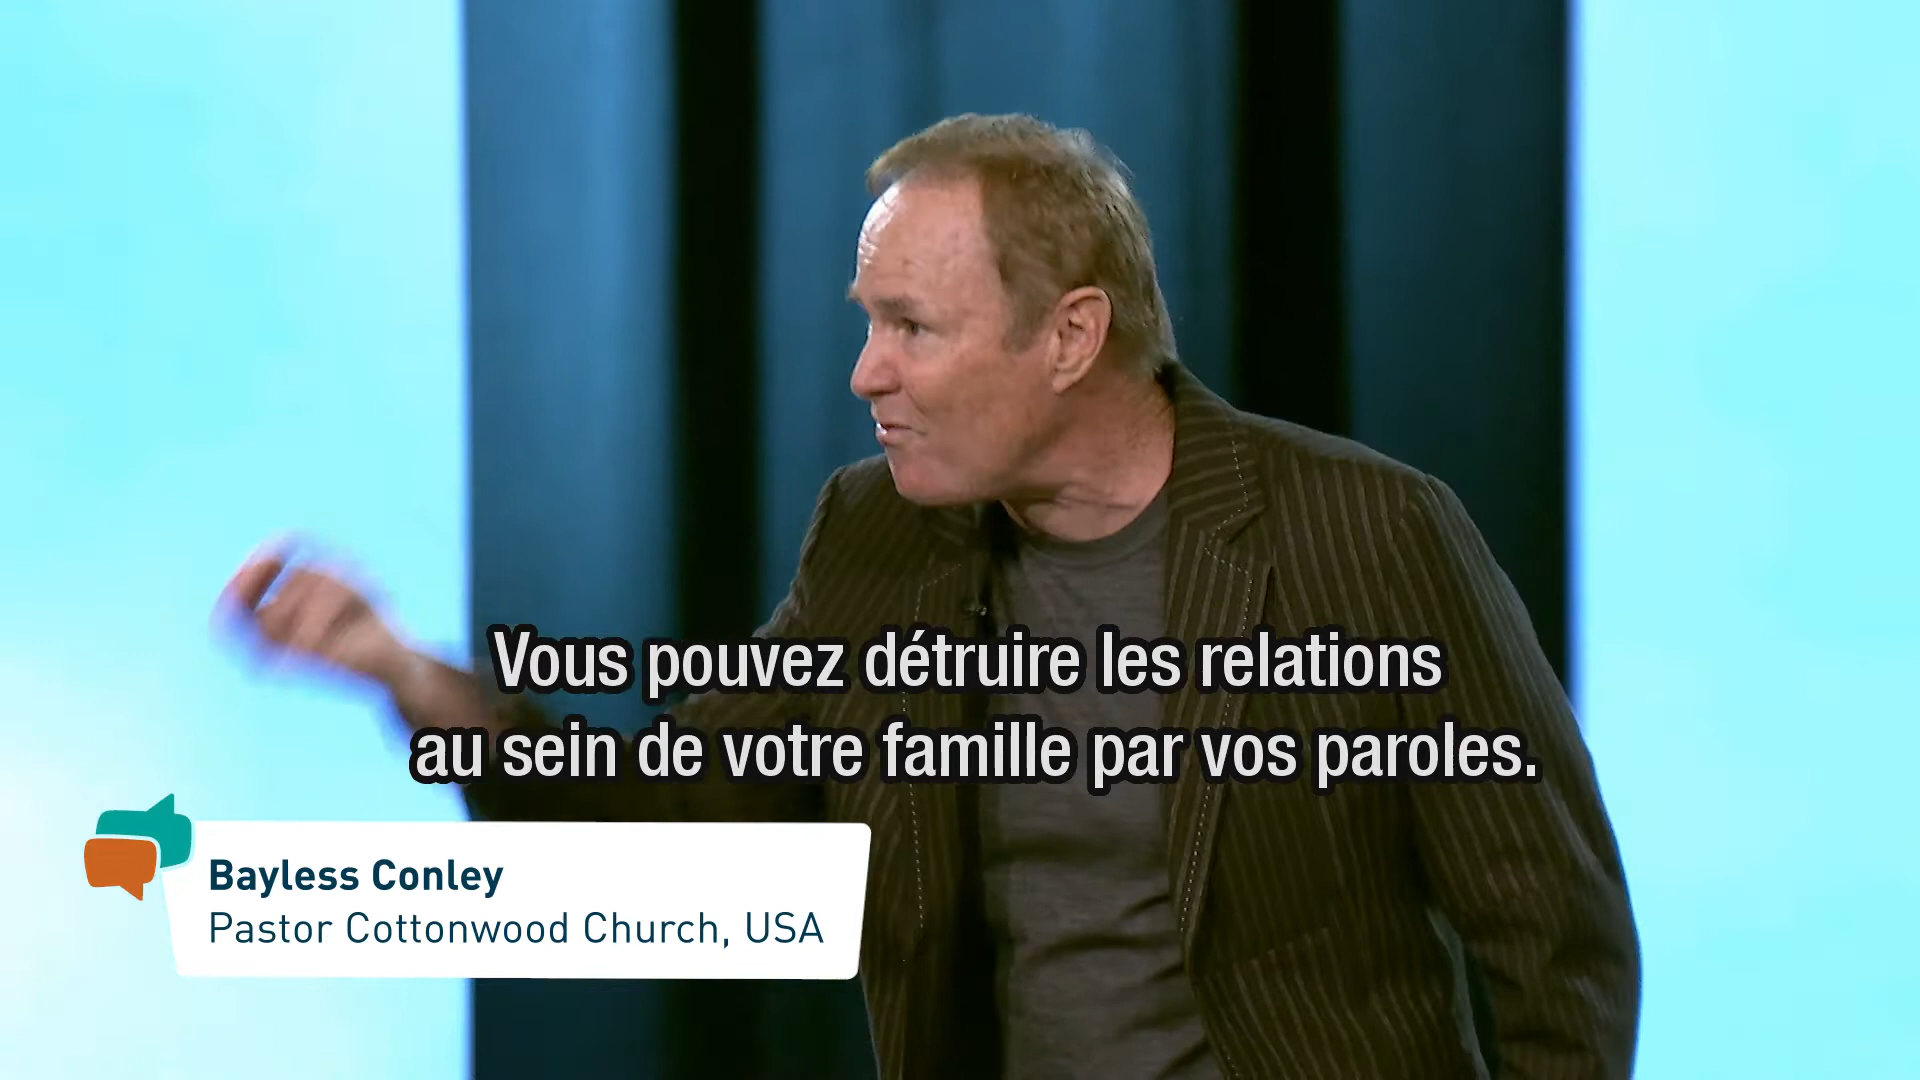 Vous pouvez détruire les relations
au sein de votre famille par vos paroles.
Bayless Conley
Pastor Cottonwood Church, USA